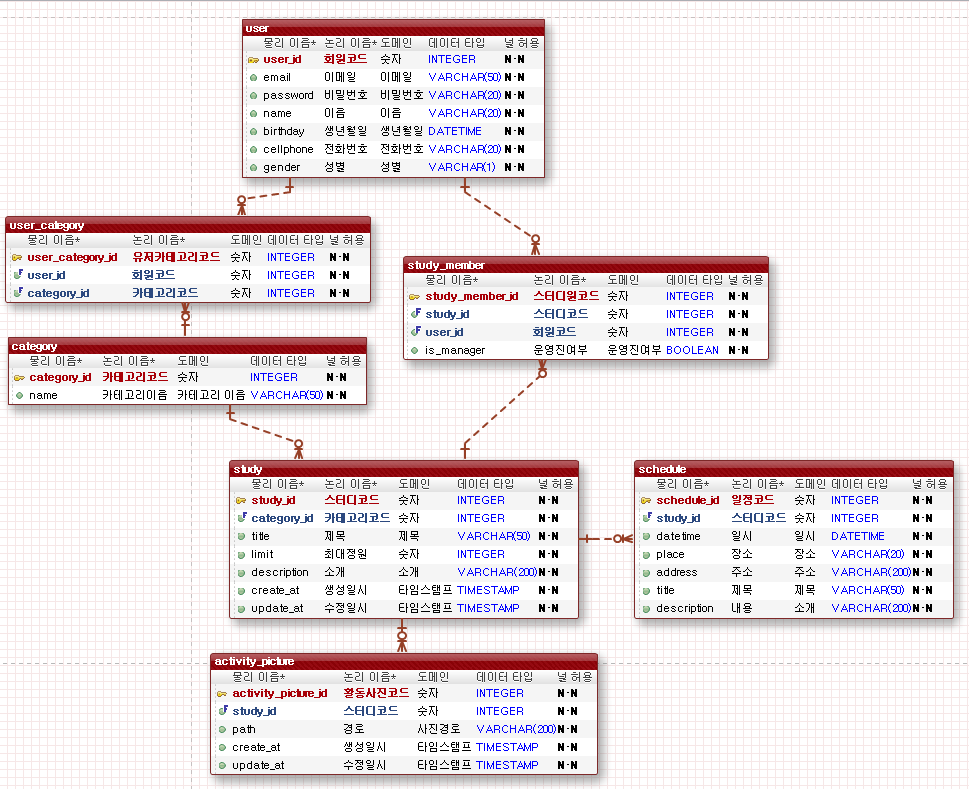 user
물리 이름* 논리 이름* 도메인 데이터 타입 널 허용
user_id 회원코드 숫자 INTEGER N-N
email 이메일 이메일 VARCHAR(50) N-N
password 비밀번호 비밀번호 VARCHAR(20) N-N
name 이름 이름 VARCHAR(20) N-N
birthday 생년월일 생년월일 DATETIME N-N
cellphone 전화번호 전화번호 VARCHAR(20) N-N
gender 성별 성별 VARCHAR(1) N-N
user_category
물리 이름* 논리 이름* 도메인 데이터 타입 널 허용
user_category_id 유저카테고리코드 숫자 INTEGER N-N
user_id 회원코드 숫자 INTEGER N-N
category_id 카테고리코드 숫자 INTEGER N-N
study_member
물리 이름* 논리 이름* 도메인 데이터 타입 널 허용
study_member_id 스터디원코드 숫자 INTEGER N-N
study_id 스터디코드 숫자 INTEGER N-N
user_id 회원코드 숫자 INTEGER N-N
is_manager 운영진여부 운영진여부 BOOLEAN N-N
category
물리 이름* 논리 이름* 도메인 데이터 타입 널 허용
category_id 카테고리코드 숫자 INTEGER N-N
name 카테고리이름 카테고리 이름 VARCHAR(50) N-N
study
물리 이름* 논리 이름* 도메인 데이터 타입 널 허용
study_id 스터디코드 숫자 INTEGER N-N
category_id 카테고리코드 숫자 INTEGER N-N
title 제목 제목 VARCHAR(50) N-N
limit 최대정원 숫자 INTEGER N-N
description 소개 소개 VARCHAR(200) N-N
create_at 생성일시 타임스탬프 TIMESTAMP N-N
update_at 수정일시 타임스탬프 TIMESTAMP N-N
schedule
물리 이름* 논리 이름* 도메인 데이터 타입 널 허용
schedule_id 일정코드 숫자 INTEGER N-N
study_id 스터디코드 숫자 INTEGER N-N
datetime 일시 일시 DATETIME N-N
place 장소 장소 VARCHAR(20) N-N
address 주소 주소 VARCHAR(200) N-N
title 제목 제목 VARCHAR(50) N-N
description 내용 소개 VARCHAR(200) N-N
activity_picture
물리 이름* 논리 이름* 도메인 데이터 타입 널 허용
activity_picture_id 활동사진코드 숫자 INTEGER N-N
study_id 스터디코드 숫자 INTEGER N-N
path 경로 사진경로 VARCHAR(200) N-N
create_at 생성일시 타임스탬프 TIMESTAMP N-N
update_at 수정일시 타임스탬프 TIMESTAMP N-N